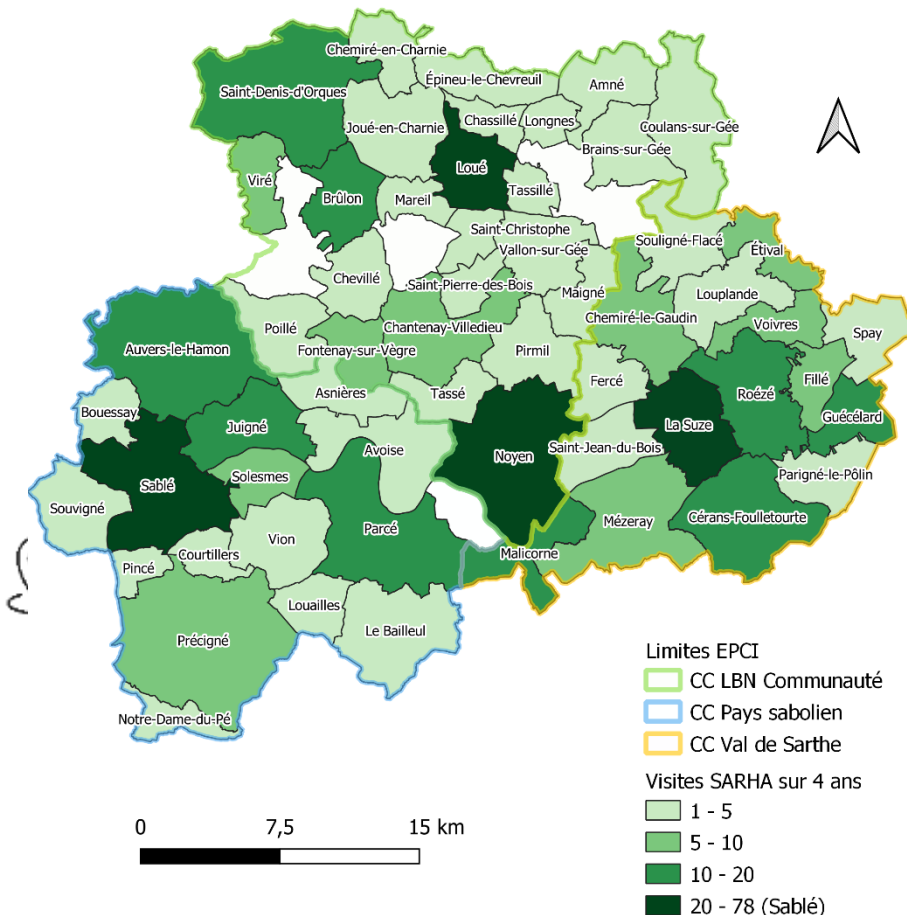 Chemiré-en-Charnie
Saint-Denis-d'Orques
Épineu-le-Chevreuil
Amné
Joué-en-Charnie
Chassillé
Longnes
Coulans-sur-Gée
Brains-sur-Gée
Loué
Viré
Tassillé
Brûlon
Mareil
Saint-Christophe
Souligné-Flacé
Vallon-sur-Gée
Étival
Chevillé
Saint-Pierre-des-Bois
Maigné
Louplande
Chemiré-le-Gaudin
Voivres
Poillé
Chantenay-Villedieu
Spay
Auvers-le-Hamon
Fontenay-sur-Vègre
Pirmil
Fercé
Fillé
Asnières
Tassé
Roézé
Bouessay
Guécélard
Juigné
La Suze
Avoise
Noyen
Saint-Jean-du-Bois
Solesmes
Parigné-le-Pôlin
Sablé
Souvigné
Cérans-Foulletourte
Parcé
Mézeray
Vion
Courtillers
Malicorne
Pincé
Louailles
Le Bailleul
Précigné
Notre-Dame-du-Pé
Limites EPCI
CC LBN Communauté
CC Pays sabolien
CC Val de Sarthe
Visites SARHA sur 4 ans
1 - 5
5 - 10
10 - 20
20 - 78 (Sablé)
0 7,5 15 km